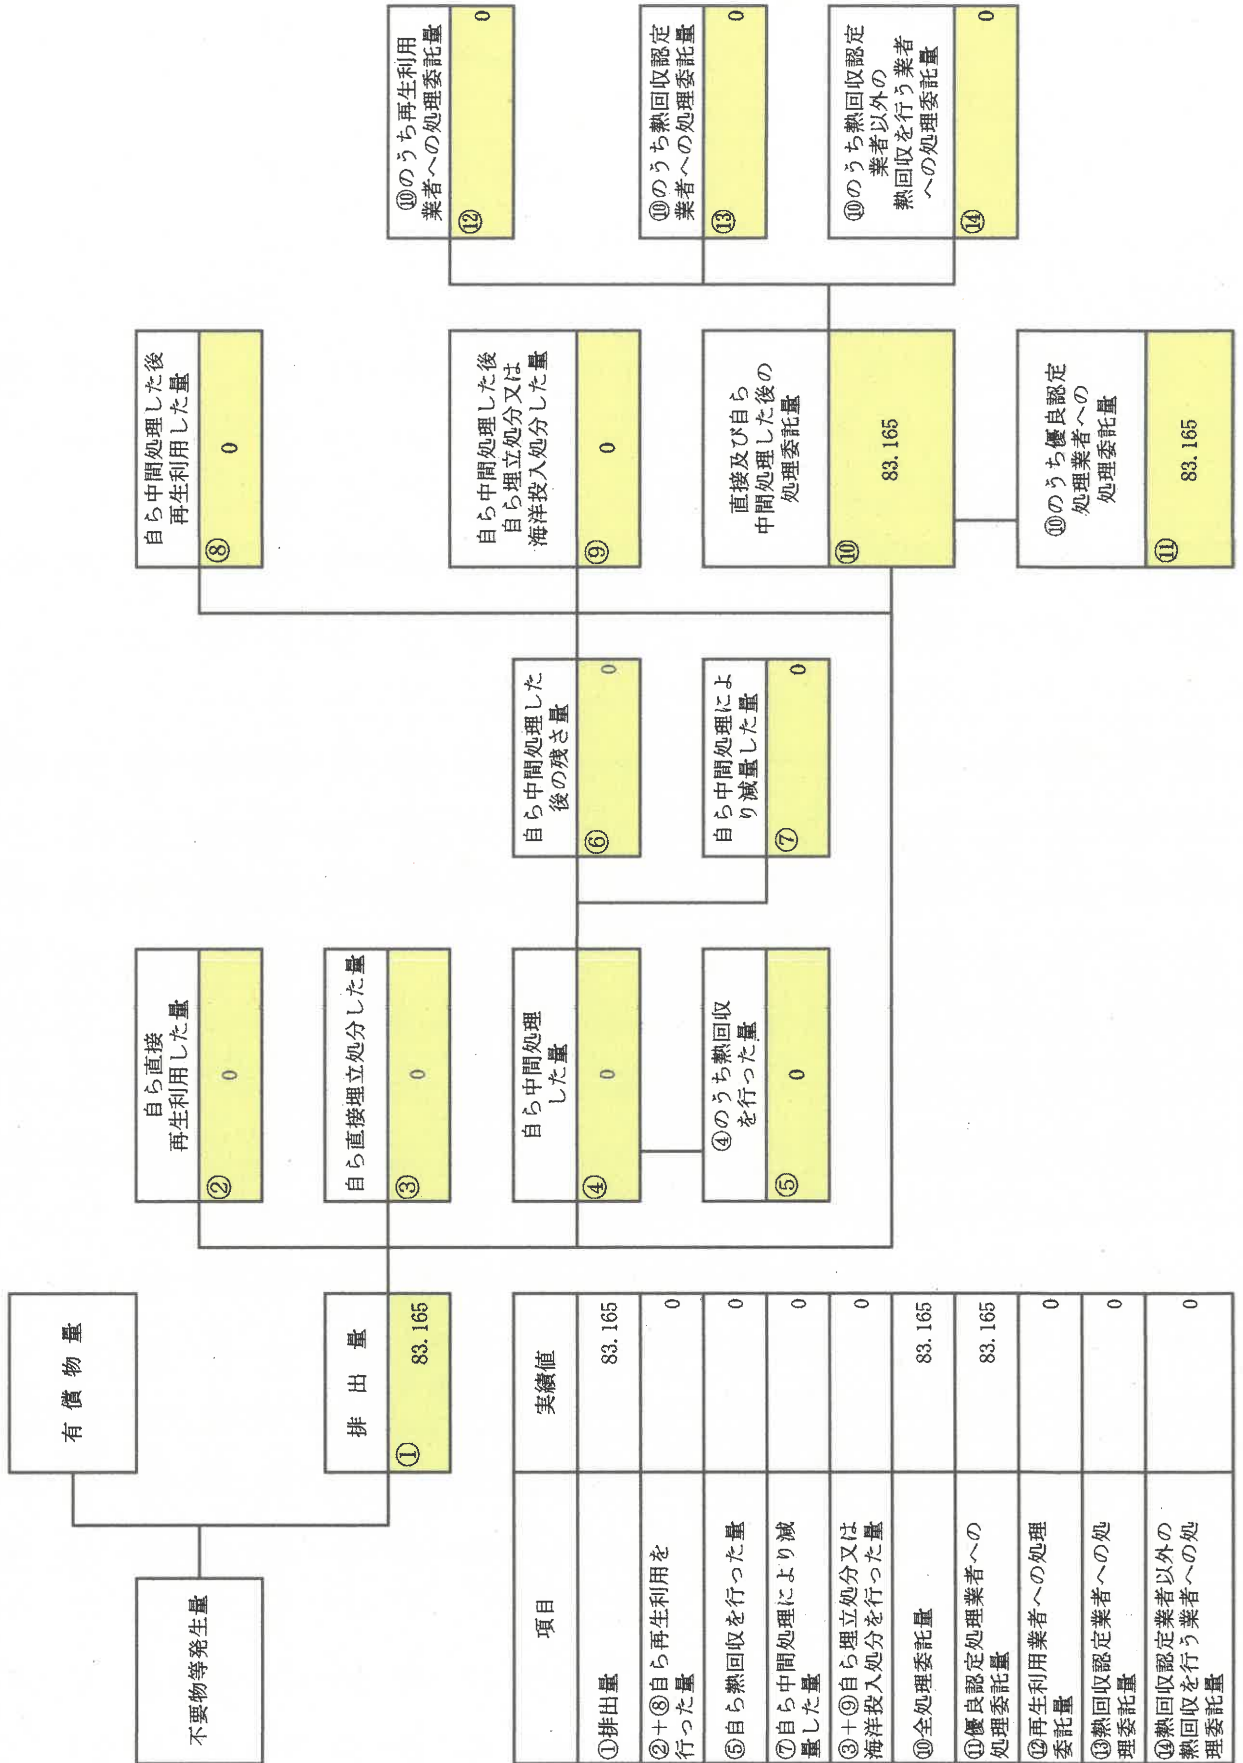 不要物等発生量
有償物量
排出量
① 83.165
自ら直接
再生利用した量
② 0
自ら直接埋立処分した量
③ 0
自ら中間処理
した量
④ 0
④のうち熱回収
を行った量
⑤ 0
自ら中間処理した
後の残さ量
⑥ 0
自ら中間処理によ
り減量した量
⑦ 0
自ら中間処理した後
再生利用した量
⑧ 0
自ら中間処理した後
自ら埋立処分又は
海洋投入処分した量
⑨ 0
直接及び自ら
中間処理した後の
処理委託量
⑩ 83.165
⑩のうち優良認定
処理業者への
処理委託量
⑪ 83.165
⑩のうち再生利用
業者への処理委託量
⑫ 0
⑩のうち熱回収認定
業者への処理委託量
⑬ 0
⑩のうち熱回収認定
業者以外の
熱回収を行う業者
への処理委託量
⑭ 0
項目 実績値
①排出量 83.165
②+⑧自ら再生利用を
行った量 0
⑤自ら熱回収を行った量 0
⑦自ら中間処理により減
量した量 0
③+⑨自ら埋立処分又は
海洋投入処分を行った量 0
⑩全処理委託量 83.165
⑪優良認定処理業者への
処理委託量 83.165
⑫再生利用業者への処理
委託量 0
⑬熱回収認定業者への処
理委託量 0
⑭熱回収認定業者以外の
熱回収を行う業者への処
理委託量 0